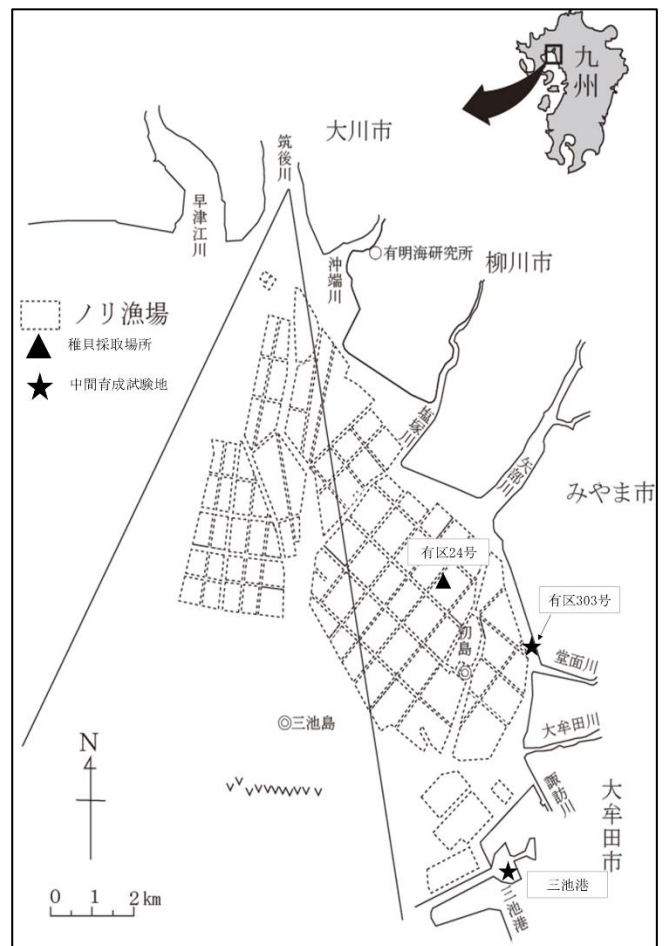 九州
大川市
筑後川
早津江川
沖端川
○有明海研究所
柳川市
ノリ漁場
▲ 稚貝採取場所
★ 中間育成試験地
塩塚川
矢部川
みやま市
有区24号
有区303号
初島
堂面川
三池島
大牟田川
諏訪川
大牟田市
N
0 1 2km
三池港
三池港